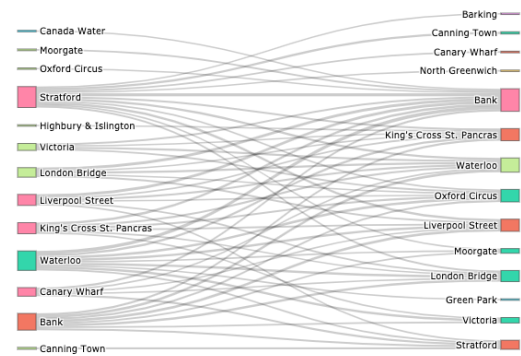 Canada Water
Moorgate
Oxford Circus
Stratford
Highbury & Islington
Victoria
London Bridge
Liverpool Street
King's Cross St. Pancras
Waterloo
Canary Wharf
Bank
Canning Town
Barking
Canning Town
Canary Wharf
North Greenwich
Bank
King's Cross St. Pancras
Waterloo
Oxford Circus
Liverpool Street
Moorgate
London Bridge
Green Park
Victoria
Stratford